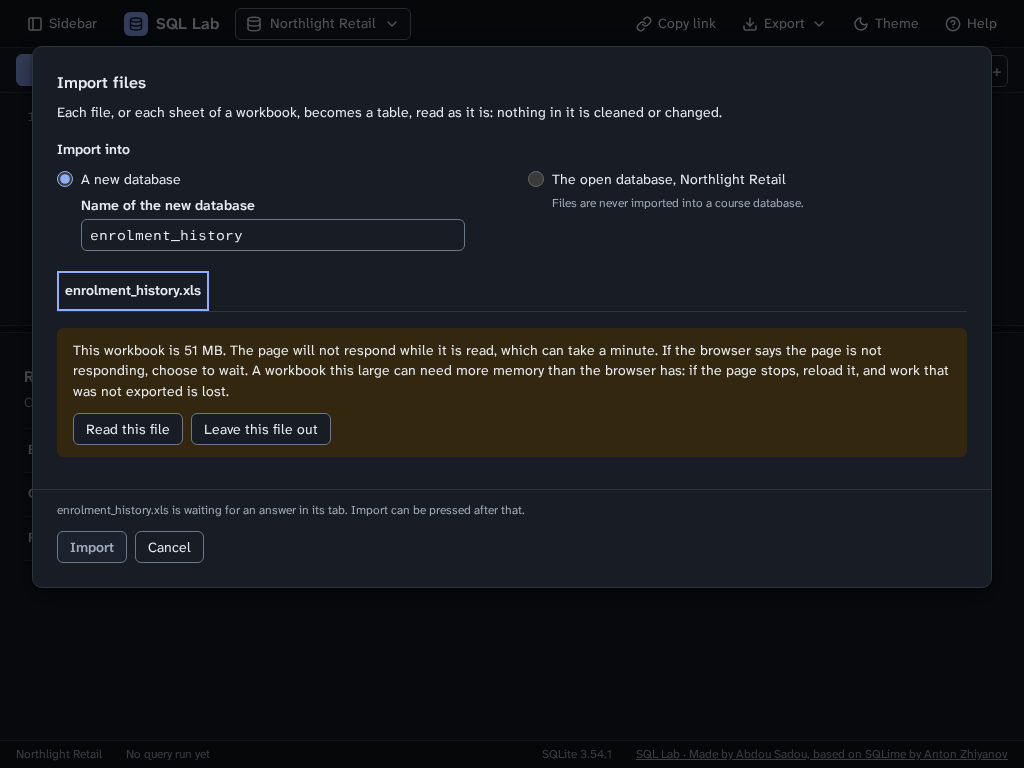 Sidebar
SQL Lab
Northlight Retail
Copy link
Export
Theme
Help
+
Import files
Each file, or each sheet of a workbook, becomes a table, read as it is: nothing in it is cleaned or changed.
Import into
A new database
Name of the new database
enrolment_history
The open database, Northlight Retail
Files are never imported into a course database.
enrolment_history.xls
This workbook is 51 MB. The page will not respond while it is read, which can take a minute. If the browser says the page is not
responding, choose to wait. A workbook this large can need more memory than the browser has: if the page stops, reload it, and work that
was not exported is lost.
Read this file
Leave this file out
enrolment_history.xls is waiting for an answer in its tab. Import can be pressed after that.
Import
Cancel
Northlight Retail
No query run yet
SQLite 3.54.1
SQL Lab · Made by Abdou Sadou, based on SQLime by Anton Zhiyanov